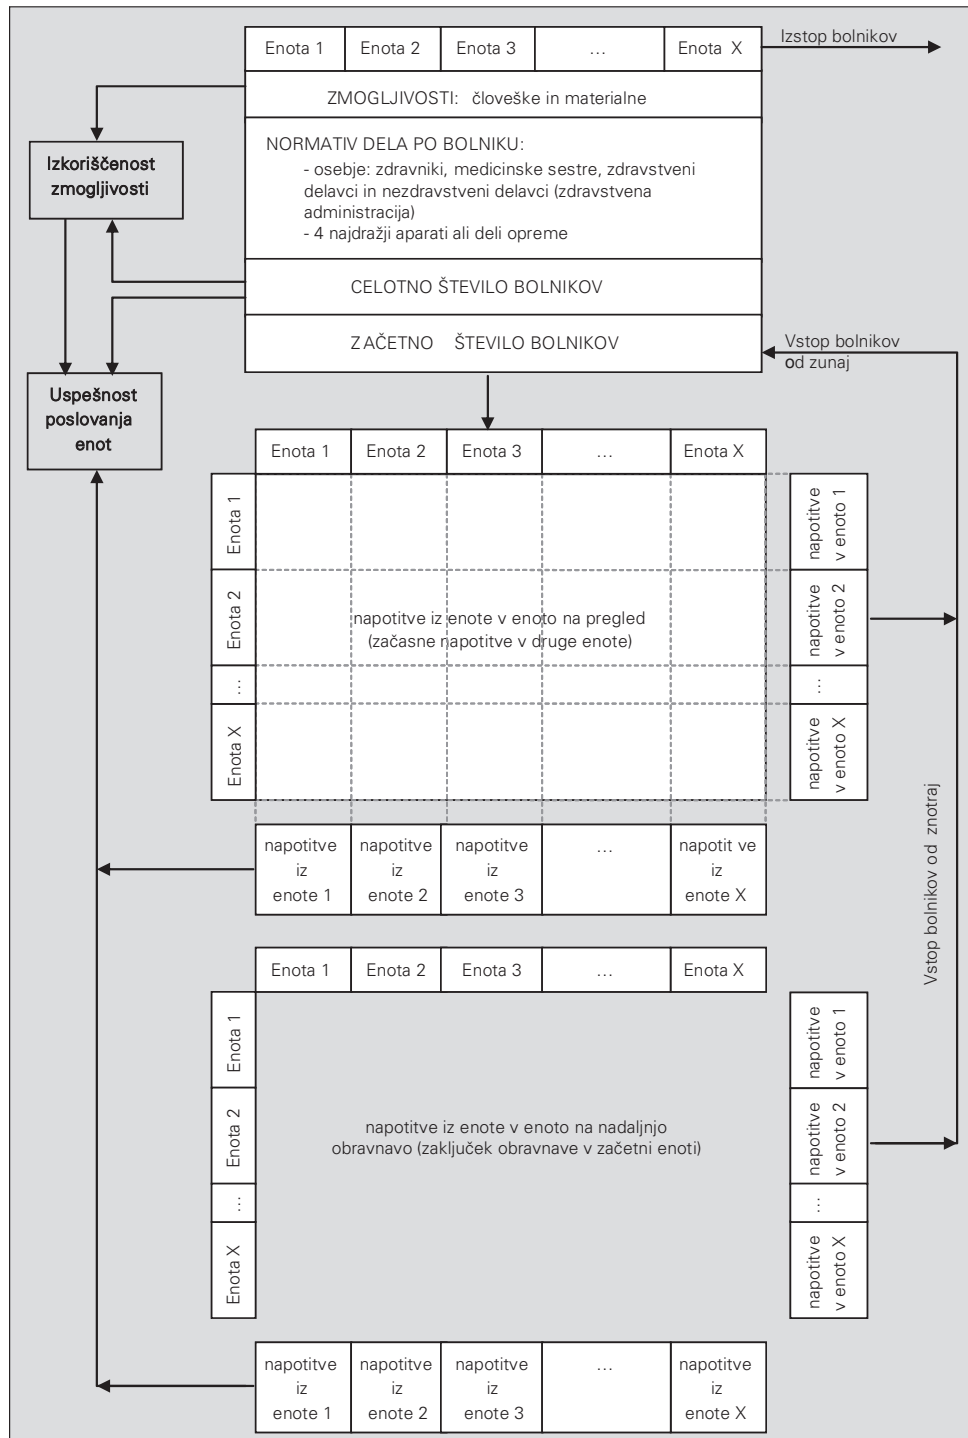 Enota 1 Enota 2 Enota 3 … Enota X
Izstop bolnikov
ZMOGLJIVOSTI: človeške in materialne
NORMATIV DELA PO BOLNIKU:
- osebje: zdravniki, medicinske sestre, zdravstveni
delavci in nezdravstveni delavci (zdravstvena
administracija)
- 4 najdražji aparati ali deli opreme
Izkoriščenost
zmogljivosti
CELOTNO ŠTEVILO BOLNIKOV
ZAČETNO ŠTEVILO BOLNIKOV
Vstop bolnikov
od zunaj
Uspešnost
poslovanja
enot
Enota 1 Enota 2 Enota 3 … Enota X
Enota 1
Enota 2
…
Enota X
napotitve iz enote v enoto na pregled
(začasne napotitve v druge enote)
napotitve
v enoto 1
napotitve
v enoto 2
…
napotitve
v enoto X
napotitve
iz
enote 1
napotitve
iz
enote 2
napotitve
iz
enote 3
…
napotit ve
iz
enote X
Vstop bolnikov od znotraj
Enota 1 Enota 2 Enota 3 … Enota X
Enota 1
Enota 2
…
Enota X
napotitve iz enote v enoto na nadaljnjo
obravnavo (zaključek obravnave v začetni enoti)
napotitve
v enoto 1
napotitve
v enoto 2
…
napotitve
v enoto X
napotitve
iz
enote 1
napotitve
iz
enote 2
napotitve
iz
enote 3
…
napotitve
iz
enote X